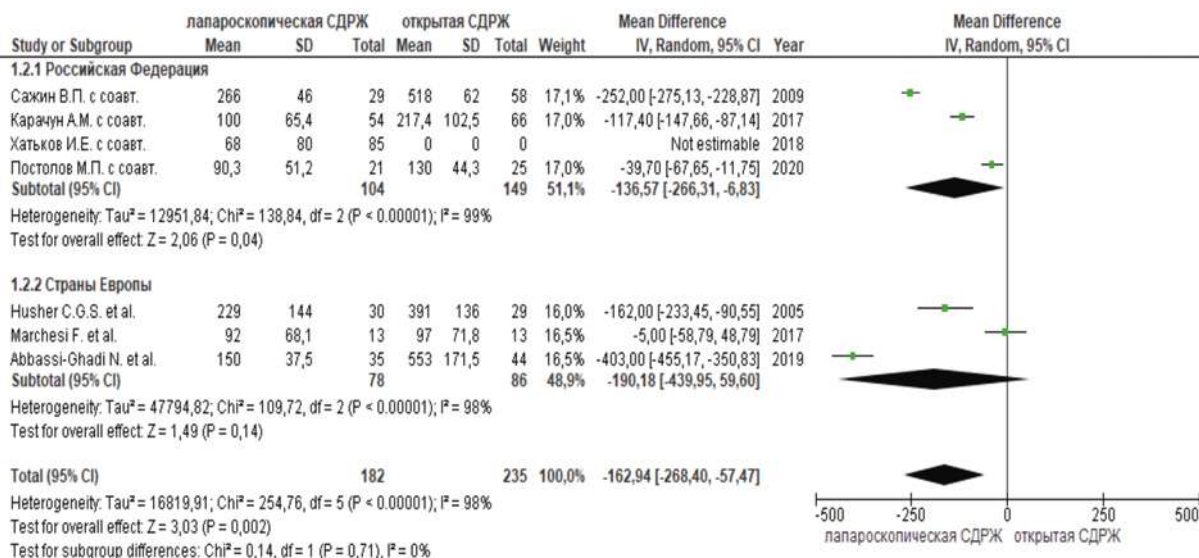 лапароскопическая СДРЖ открытая СДРЖ Mean Difference Mean Difference
Study or Subgroup Mean SD Total Mean SD Total Weight IV, Random, 95% CI Year IV, Random, 95% CI
1.2.1 Российская Федерация
Сажин В.П. с соавт. 266 46 29 518 62 58 17,1% -252,00 [-275,13, -228,87] 2009
Карачун А.М. с соавт. 100 65,4 54 217,4 102,5 66 17,0% -117,40 [-147,66, -87,14] 2017
Хатьков И.Е. с соавт. 68 80 85 0 0 0 Not estimable 2018
Постолов М.П. с соавт. 90,3 51,2 21 130 44,3 25 17,0% -39,70 [-67,65, -11,75] 2020
Subtotal (95% CI) 104 149 51,1% -136,57 [-266,31, -6,83]
Heterogeneity: Tau² = 12951,84; Chi² = 138,84, df = 2 (P < 0.00001); I² = 99%
Test for overall effect: Z = 2,06 (P = 0,04)
1.2.2 Страны Европы
Husher C.G.S. et al. 229 144 30 391 136 29 16,0% -162,00 [-233,45, -90,55] 2005
Marchesi F. et al. 92 68,1 13 97 71,8 13 16,5% -5,00 [-58,79, 48,79] 2017
Abbassi-Ghadi N. et al. 150 37,5 35 553 171,5 44 16,5% -403,00 [-455,17, -350,83] 2019
Subtotal (95% CI) 78 86 48,9% -190,18 [-439,95, 59,60]
Heterogeneity: Tau² = 47794,82; Chi² = 109,72, df = 2 (P < 0.00001); I² = 98%
Test for overall effect: Z = 1,49 (P = 0,14)
Total (95% CI) 182 235 100,0% -162,94 [-268,40, -57,47]
Heterogeneity: Tau² = 16819,91; Chi² = 254,76, df = 5 (P < 0.00001); I² = 98%
Test for overall effect: Z = 3,03 (P = 0,002)
Test for subgroup differences: Chi² = 0,14, df = 1 (P = 0,71), I² = 0%
-500 -250 0 250 500
лапароскопическая СДРЖ открытая СДРЖ